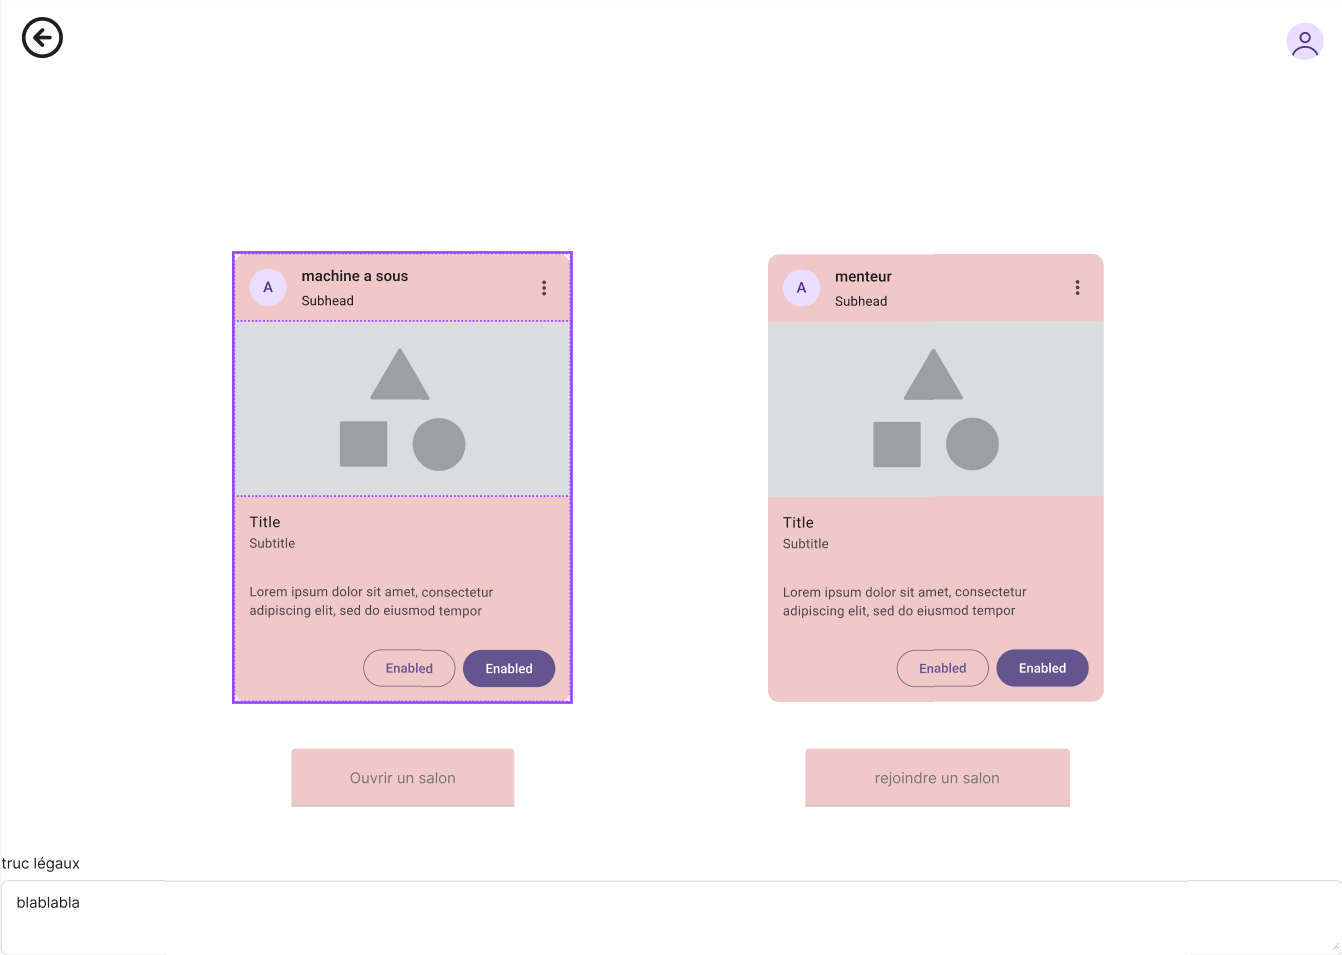 A
machine a sous
Subhead
Title
Subtitle
Lorem ipsum dolor sit amet, consectetur
adipiscing elit, sed do eiusmod tempor
Enabled
Enabled
A
menteur
Subhead
Title
Subtitle
Lorem ipsum dolor sit amet, consectetur
adipiscing elit, sed do eiusmod tempor
Enabled
Enabled
Ouvrir un salon
rejoindre un salon
truc légaux
blablabla